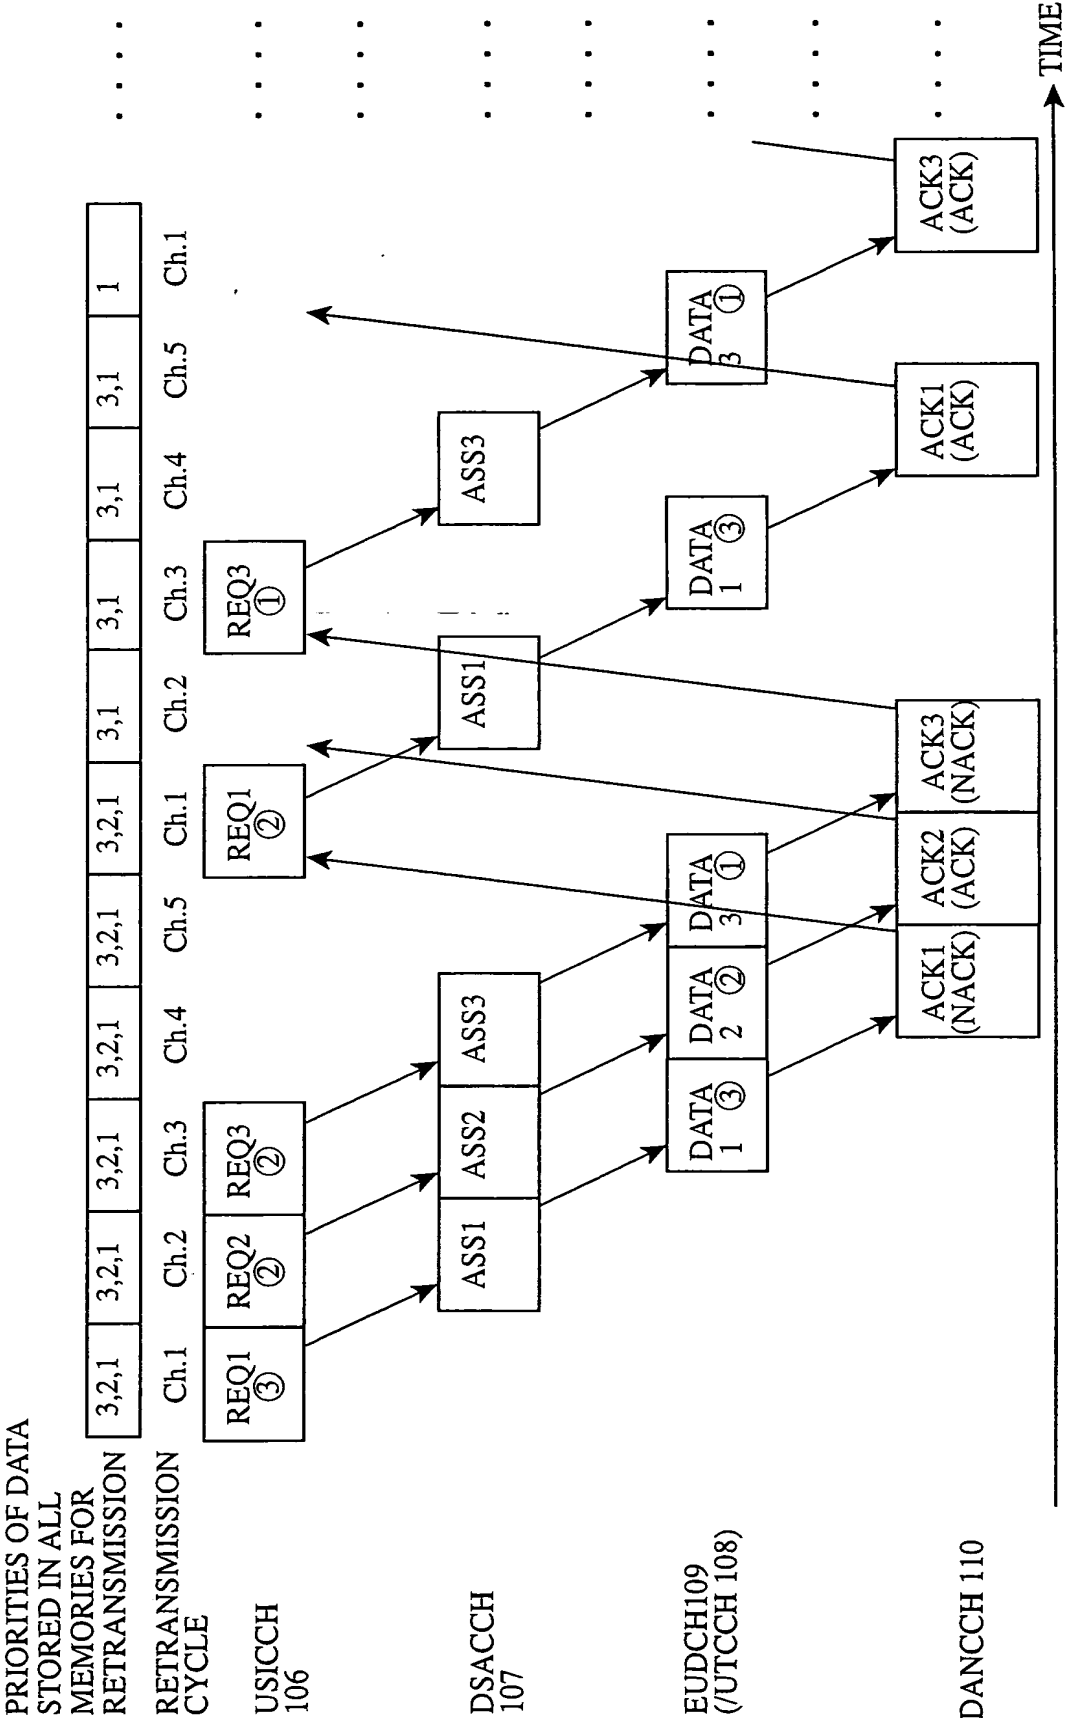 PRIORITIES OF DATA
STORED IN ALL
MEMORIES FOR
RETRANSMISSION
3,2,1 3,2,1 3,2,1 3,2,1 3,2,1 3,2,1 3,1 3,1 3,1 3,1 1
RETRANSMISSION
CYCLE
Ch.1 Ch.2 Ch.3 Ch.4 Ch.5 Ch.1 Ch.2 Ch.3 Ch.4 Ch.5 Ch.1
USICCH
106
REQ1 REQ2 REQ3 REQ1 REQ3
③ ② ② ② ①
DSACCH
107
ASS1 ASS2 ASS3 ASS1 ASS3
EUDCH109
(/UTCCH 108)
DATA DATA DATA DATA DATA
1 ③ 2 ② 3 ① 1 ③ 3 ①
DANCCH 110
ACK1 ACK2 ACK3 ACK1 ACK3
(NACK) (ACK) (NACK) (ACK) (ACK)
TIME